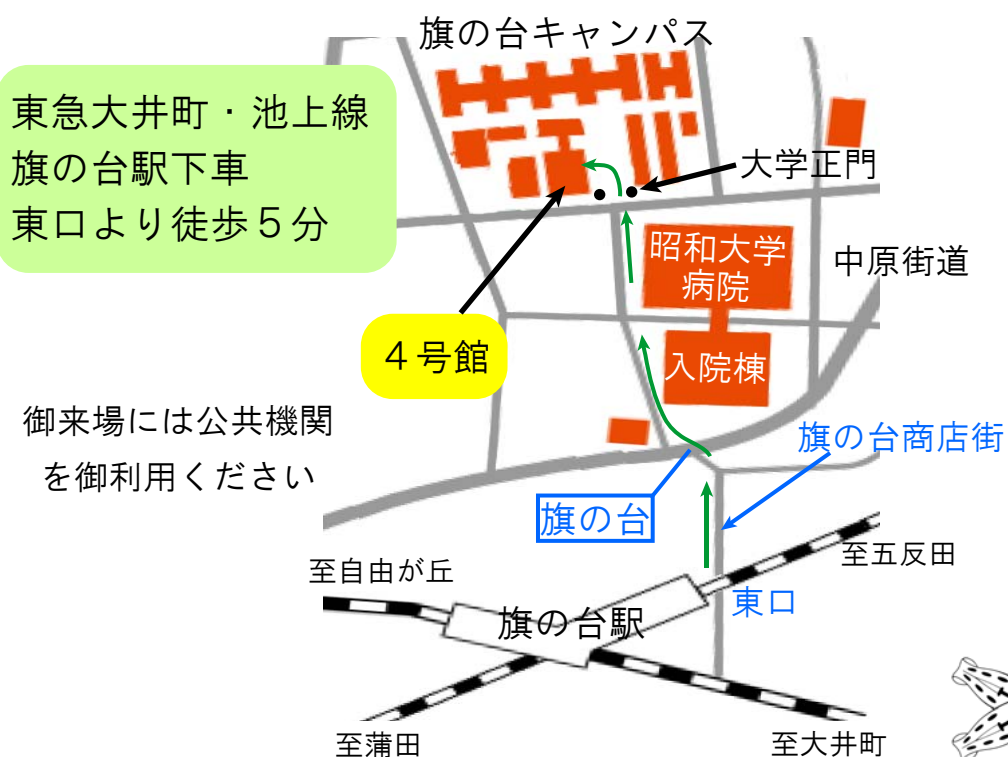 旗の台キャンパス
東急大井町・池上線
旗の台駅下車
東口より徒歩５分
大学正門
昭和大学
病院
中原街道
４号館
入院棟
御来場には公共機関
を御利用ください
旗の台商店街
旗の台
至五反田
至自由が丘
東口
旗の台駅
至蒲田
至大井町